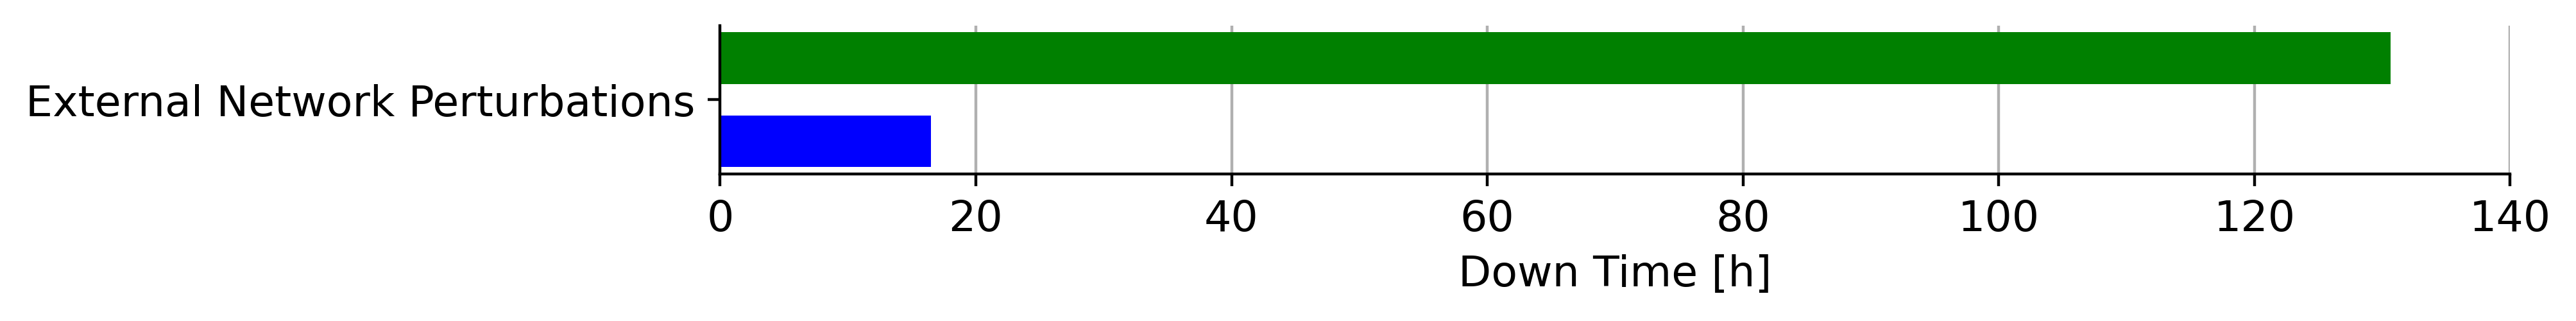 External Network Perturbations
0 20 40 60 80 100 120 140
Down Time [h]